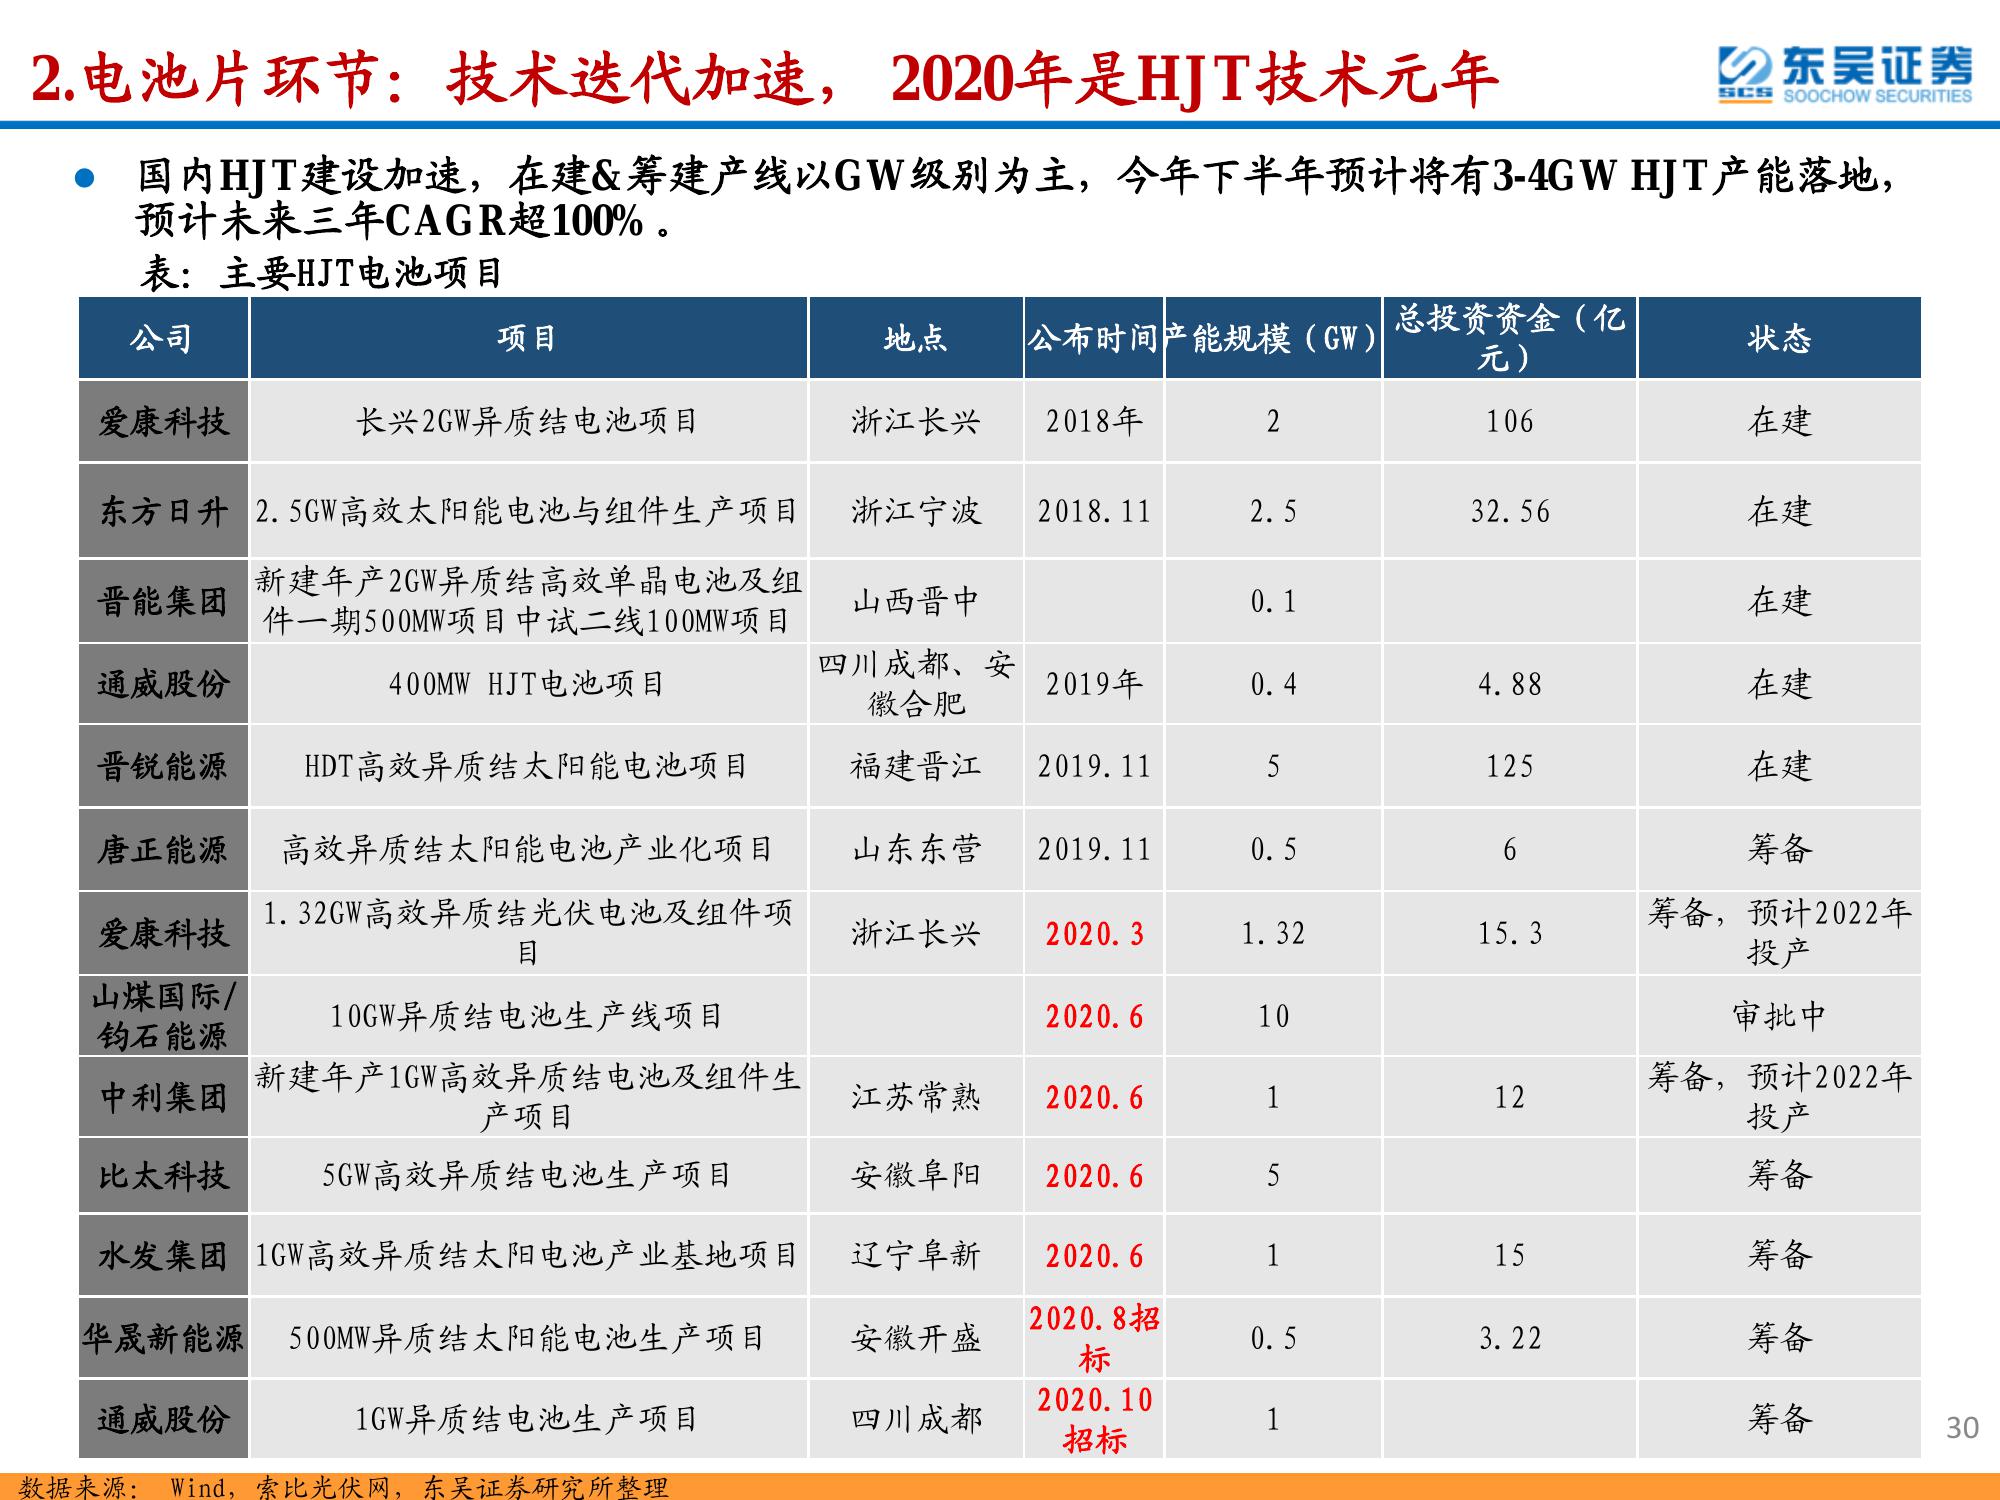 2.电池片环节：技术迭代加速，2020年是HJT技术元年
东吴证券
SCS SOOCHOW SECURITIES
国内HJT建设加速，在建&筹建产线以GW级别为主，今年下半年预计将有3-4GW HJT产能落地，
预计未来三年CAGR超100% 。
表：主要HJT电池项目
公司 项目 地点 公布时间 产能规模（GW） 总投资资金（亿
元）
状态
爱康科技 长兴2GW异质结电池项目 浙江长兴 2018年 2 106 在建
东方日升 2.5GW高效太阳能电池与组件生产项目 浙江宁波 2018.11 2.5 32.56 在建
晋能集团 新建年产2GW异质结高效单晶电池及组
件一期500MW项目中试二线100MW项目
山西晋中 0.1 在建
通威股份 400MW HJT电池项目 四川成都、安
徽合肥
2019年 0.4 4.88 在建
晋锐能源 HDT高效异质结太阳能电池项目 福建晋江 2019.11 5 125 在建
唐正能源 高效异质结太阳能电池产业化项目 山东东营 2019.11 0.5 6 筹备
爱康科技 1.32GW高效异质结光伏电池及组件项
目
浙江长兴 2020.3 1.32 15.3 筹备，预计2022年
投产
山煤国际/
钧石能源
10GW异质结电池生产线项目 2020.6 10 审批中
中利集团 新建年产1GW高效异质结电池及组件生
产项目
江苏常熟 2020.6 1 12 筹备，预计2022年
投产
比太科技 5GW高效异质结电池生产项目 安徽阜阳 2020.6 5 筹备
水发集团 1GW高效异质结太阳电池产业基地项目 辽宁阜新 2020.6 1 15 筹备
华晟新能源 500MW异质结太阳能电池生产项目 安徽开盛 2020.8招
标
0.5 3.22 筹备
通威股份 1GW异质结电池生产项目 四川成都 2020.10
招标
1 筹备
30
数据来源： Wind，索比光伏网，东吴证券研究所整理